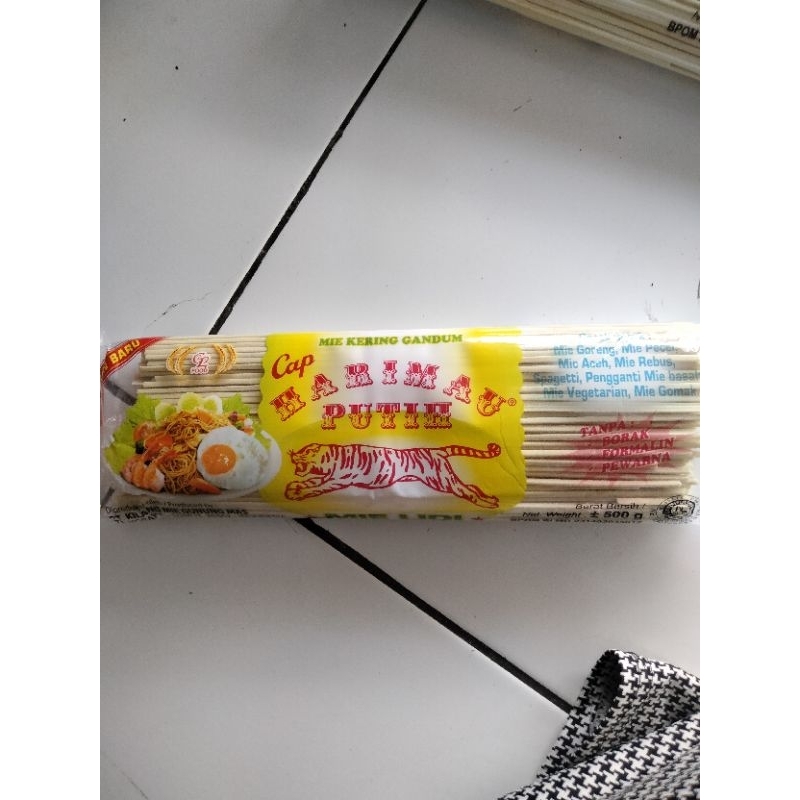 BPOM
BARU
FOOD
MIE KERING GANDUM
Cap
HARIMAU®
PUTIH
Mie Goreng, Mie Pecel,
Mie Aceh, Mie Rebus,
Spagetti, Pengganti Mie basah
Mie Vegetarian, Mie Gomak
TANPA :
BORAK
FORMALIN
PEWARNA
Berat Bersih /
Net Weight ± 500 g